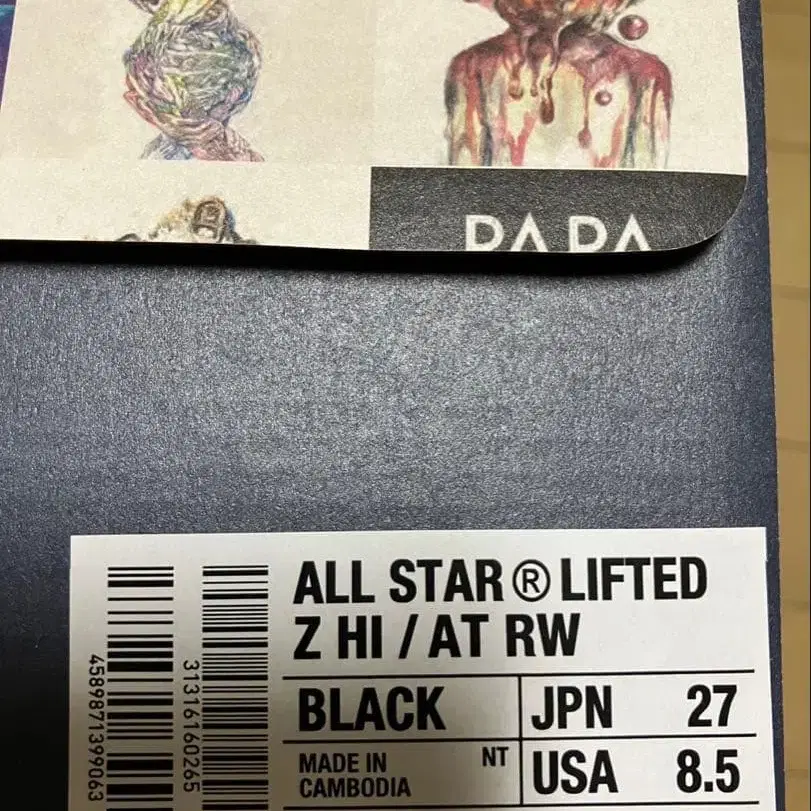 PAPA
ALL STAR ® LIFTED
Z HI / AT RW
BLACK
JPN 27
MADE IN
CAMBODIA
NT
USA 8.5
4589871399063
31316160265